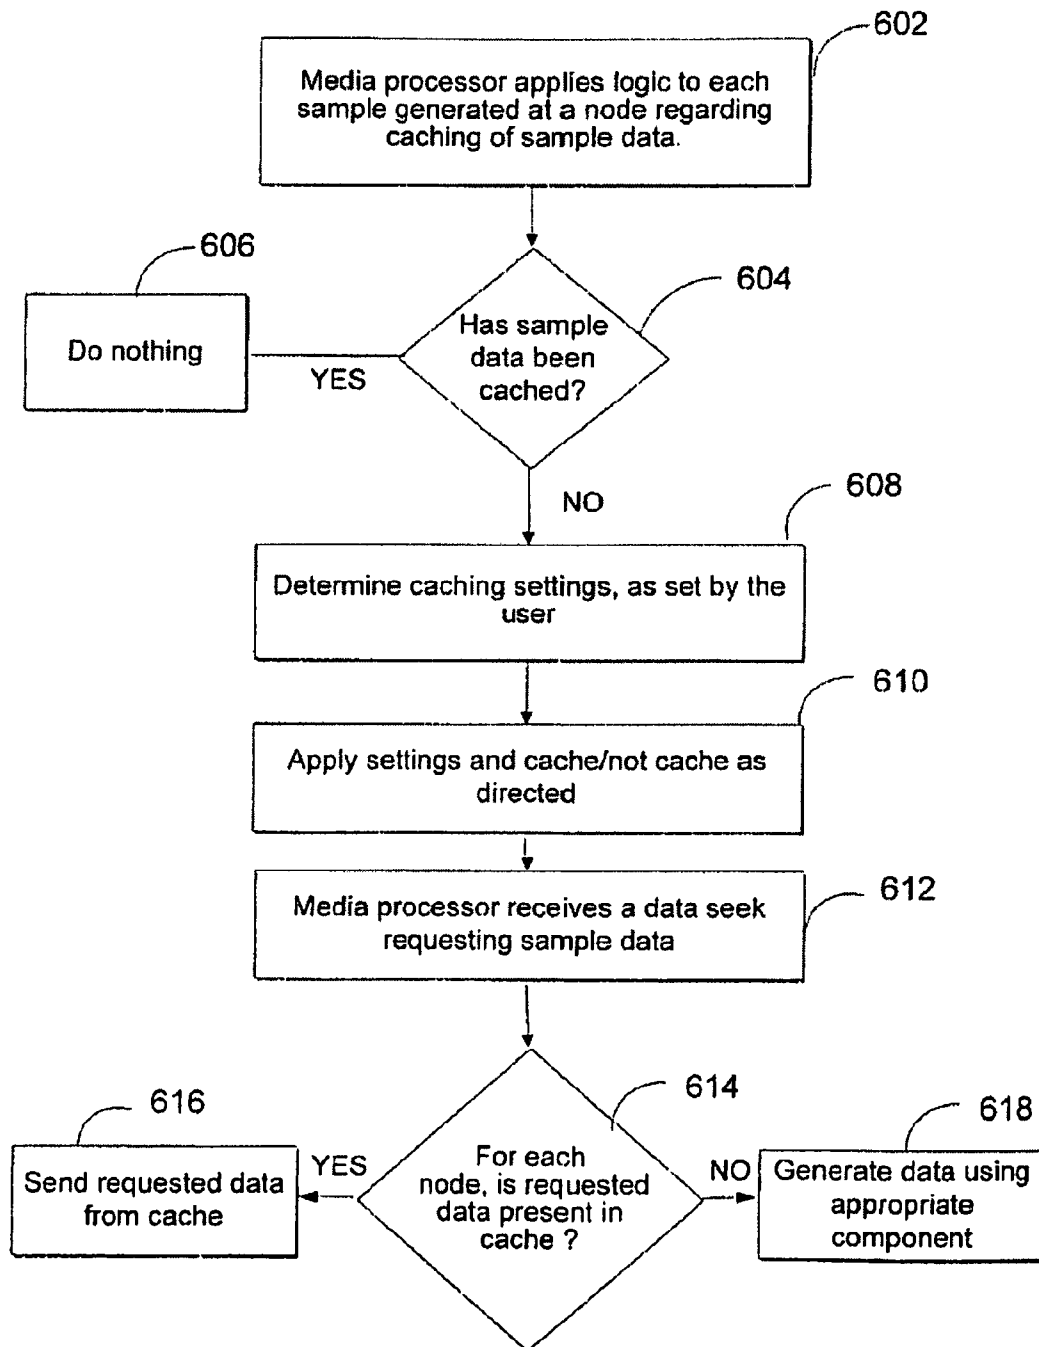 602
Media processor applies logic to each
sample generated at a node regarding
caching of sample data.
606
604
Do nothing
YES
Has sample
data been
cached?
NO
608
Determine caching settings, as set by the
user
610
Apply settings and cache/not cache as
directed
612
Media processor receives a data seek
requesting sample data
614
616
618
Send requested data
from cache
YES
For each
node, is requested
data present in
cache ?
NO
Generate data using
appropriate
component